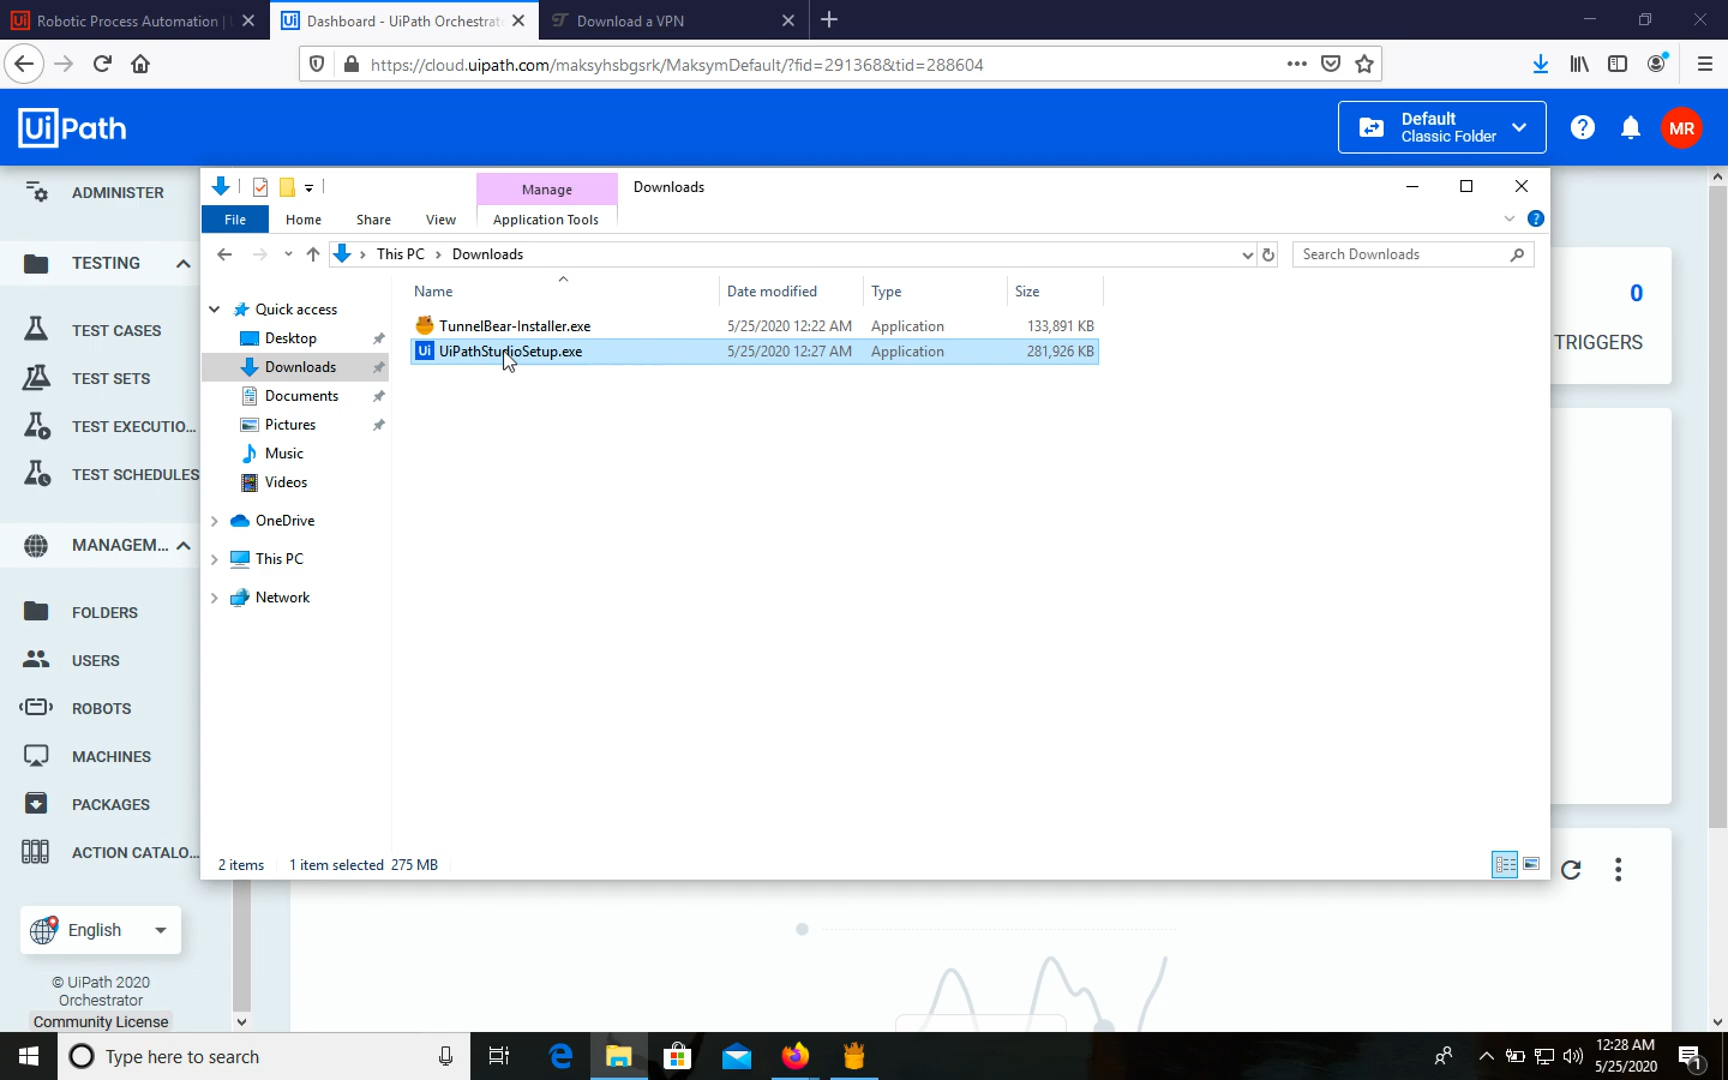 Robotic Process Automation | U
Dashboard - UiPath Orchestrato
Download a VPN
https://cloud.uipath.com/maksyhsbgsrk/MaksymDefault/?fid=291368&tid=288604
UiPath
Default
Classic Folder
MR
ADMINISTER
TESTING
TEST CASES
TEST SETS
TEST EXECUTIO...
TEST SCHEDULES
MANAGEM...
FOLDERS
USERS
ROBOTS
MACHINES
PACKAGES
ACTION CATALO...
English
© UiPath 2020
Orchestrator
Community License
Manage
Downloads
File
Home
Share
View
Application Tools
This PC
Downloads
Search Downloads
Name
Date modified
Type
Size
TunnelBear-Installer.exe 5/25/2020 12:22 AM Application 133,891 KB
UiPathStudioSetup.exe 5/25/2020 12:27 AM Application 281,926 KB
Quick access
Desktop
Downloads
Documents
Pictures
Music
Videos
OneDrive
This PC
Network
2 items
1 item selected 275 MB
0
TRIGGERS
Type here to search
12:28 AM
5/25/2020
1